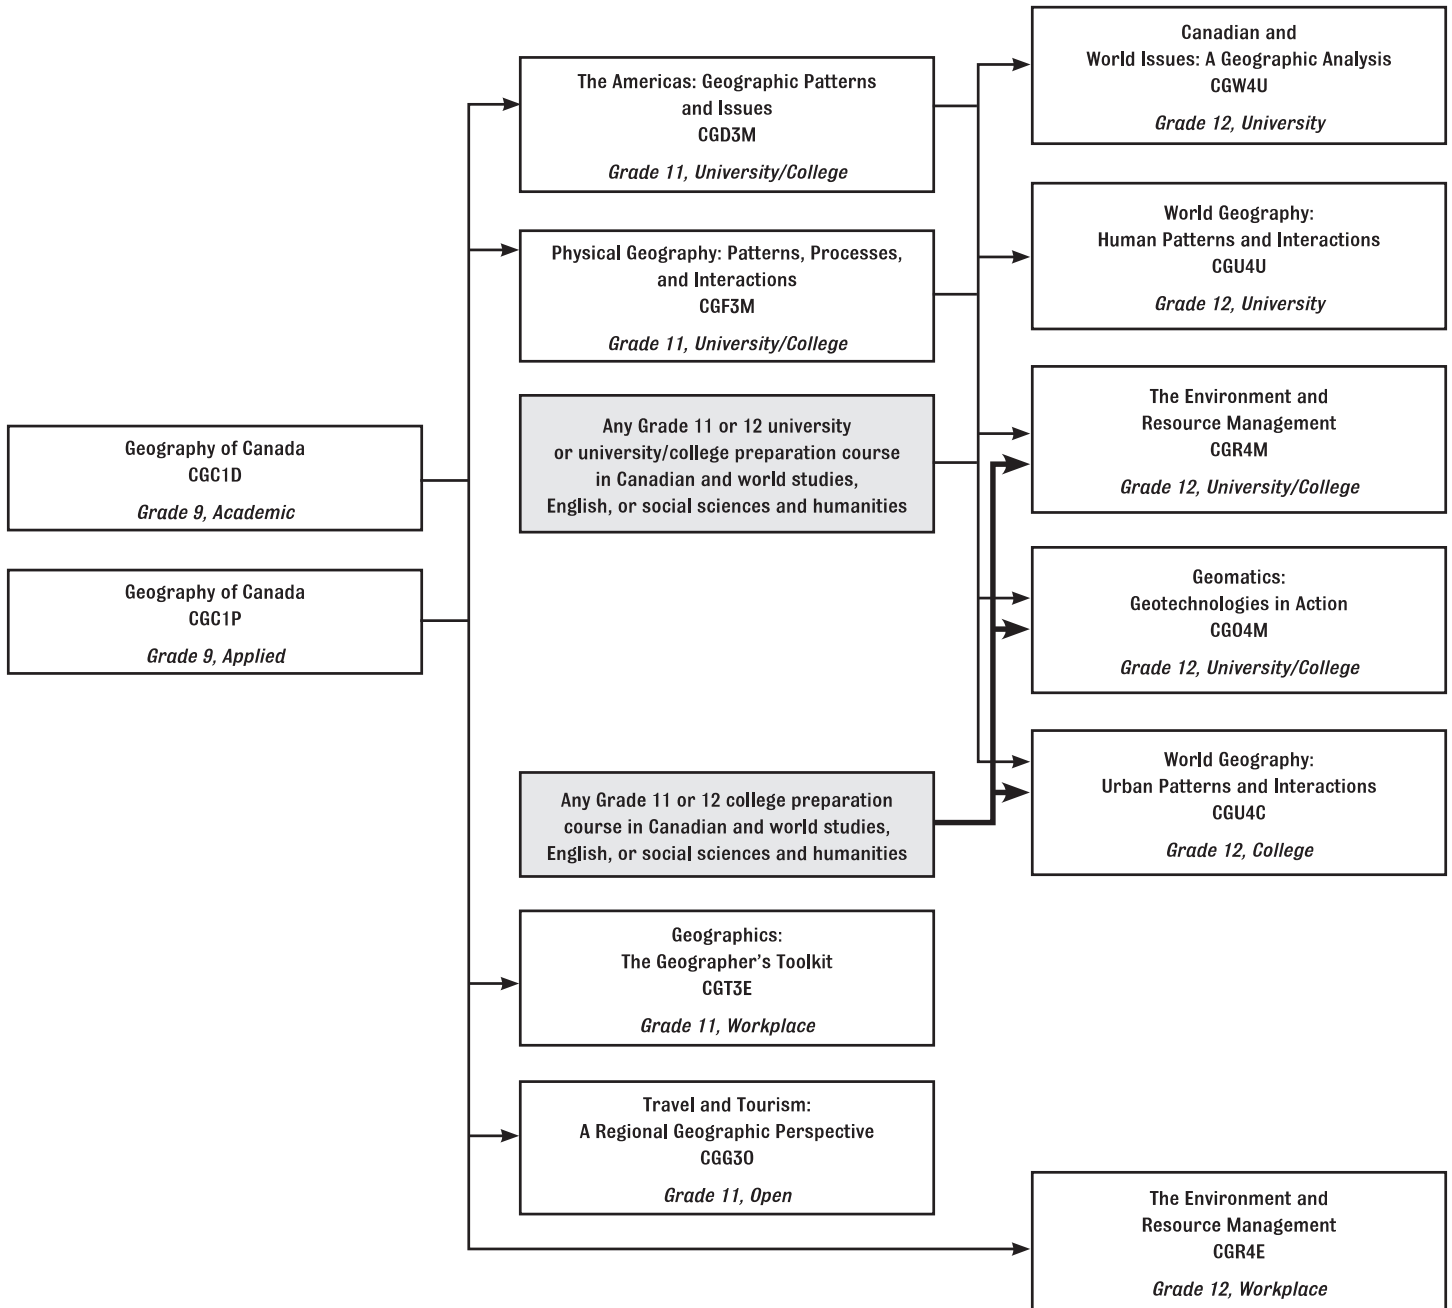 Geography of Canada
CGC1D
Grade 9, Academic
Geography of Canada
CGC1P
Grade 9, Applied
The Americas: Geographic Patterns
and Issues
CGD3M
Grade 11, University/College
Physical Geography: Patterns, Processes,
and Interactions
CGF3M
Grade 11, University/College
Any Grade 11 or 12 university
or university/college preparation course
in Canadian and world studies,
English, or social sciences and humanities
Any Grade 11 or 12 college preparation
course in Canadian and world studies,
English, or social sciences and humanities
Geographics:
The Geographer’s Toolkit
CGT3E
Grade 11, Workplace
Travel and Tourism:
A Regional Geographic Perspective
CGG3O
Grade 11, Open
Canadian and
World Issues: A Geographic Analysis
CGW4U
Grade 12, University
World Geography:
Human Patterns and Interactions
CGU4U
Grade 12, University
The Environment and
Resource Management
CGR4M
Grade 12, University/College
Geomatics:
Geotechnologies in Action
CGO4M
Grade 12, University/College
World Geography:
Urban Patterns and Interactions
CGU4C
Grade 12, College
The Environment and
Resource Management
CGR4E
Grade 12, Workplace